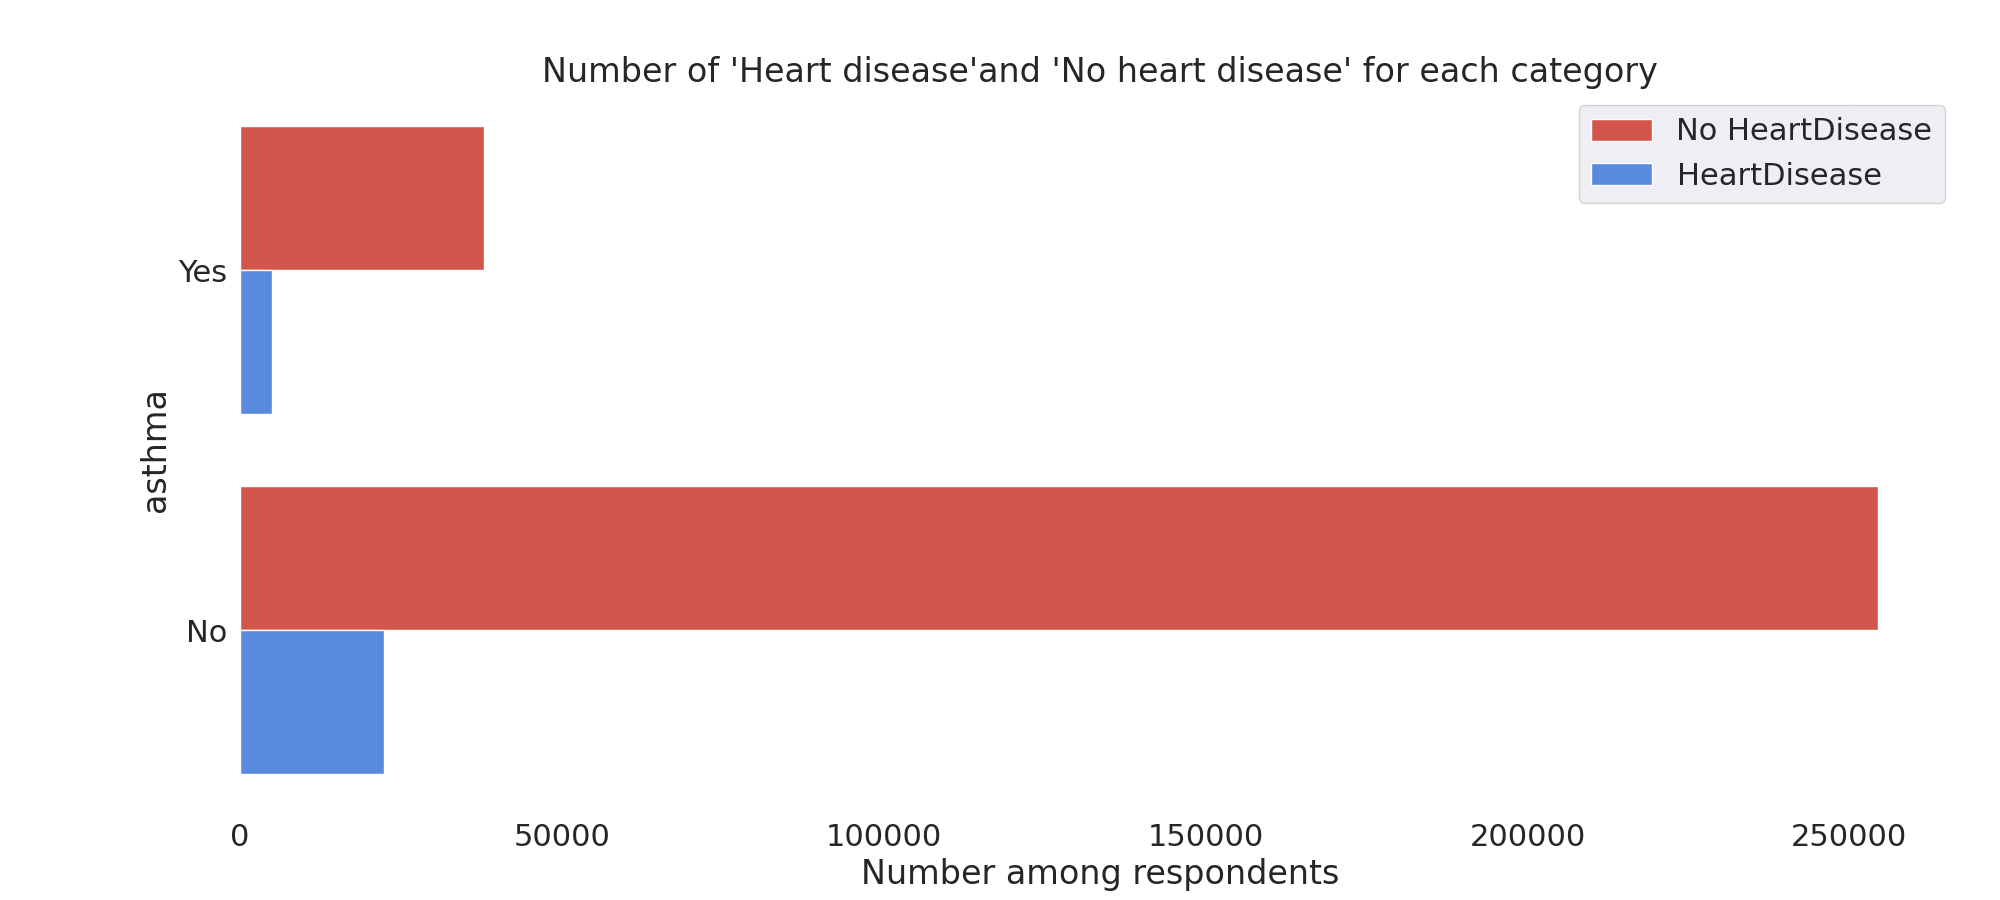 Number of 'Heart disease'and 'No heart disease' for each category
No HeartDisease
HeartDisease
Yes
asthma
No
0 50000 100000 150000 200000 250000
Number among respondents